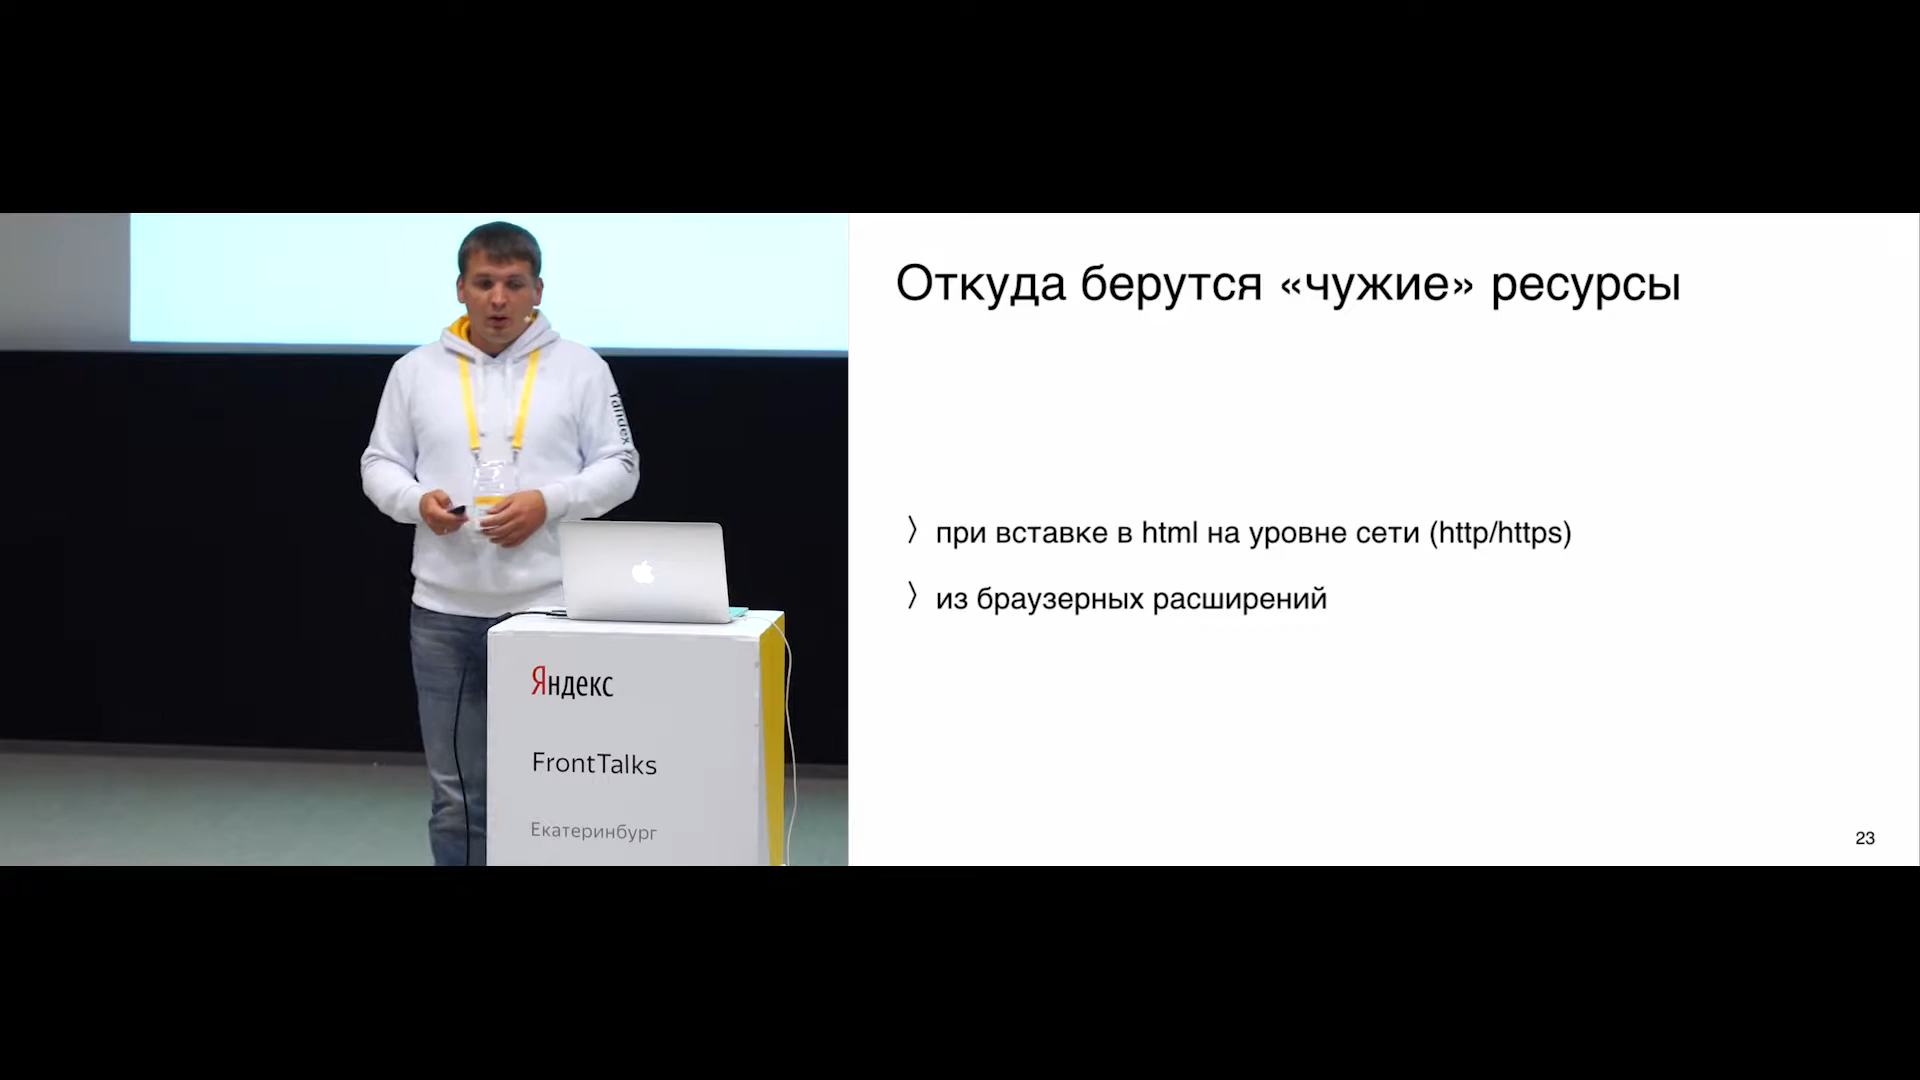 Откуда берутся «чужие» ресурсы
〉при вставке в html на уровне сети (http/https)
〉из браузерных расширений
23
Yandex
Яндекс
FrontTalks
Екатеринбург